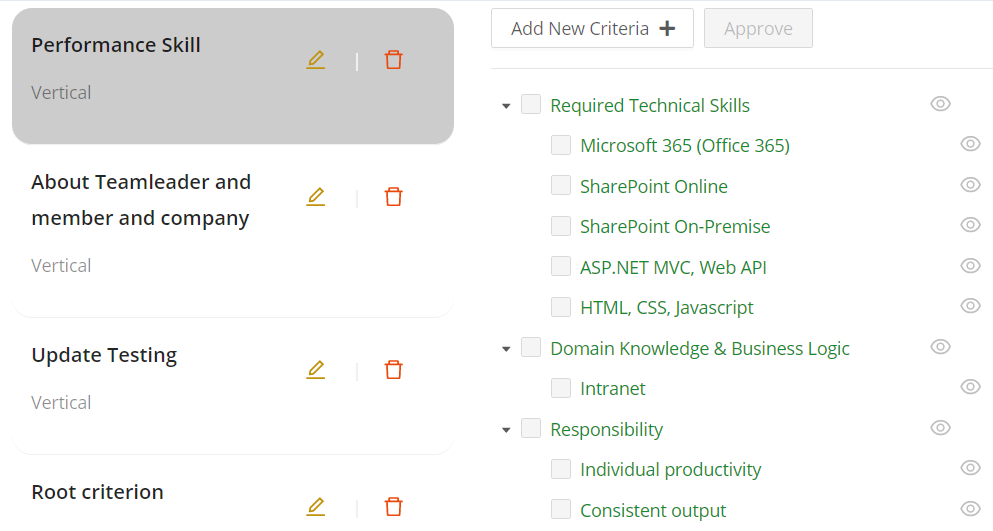 Performance Skill
Vertical
About Teamleader and
member and company
Vertical
Update Testing
Vertical
Root criterion
Add New Criteria
Approve
Required Technical Skills
Microsoft 365 (Office 365)
SharePoint Online
SharePoint On-Premise
ASP.NET MVC, Web API
HTML, CSS, Javascript
Domain Knowledge & Business Logic
Intranet
Responsibility
Individual productivity
Consistent output